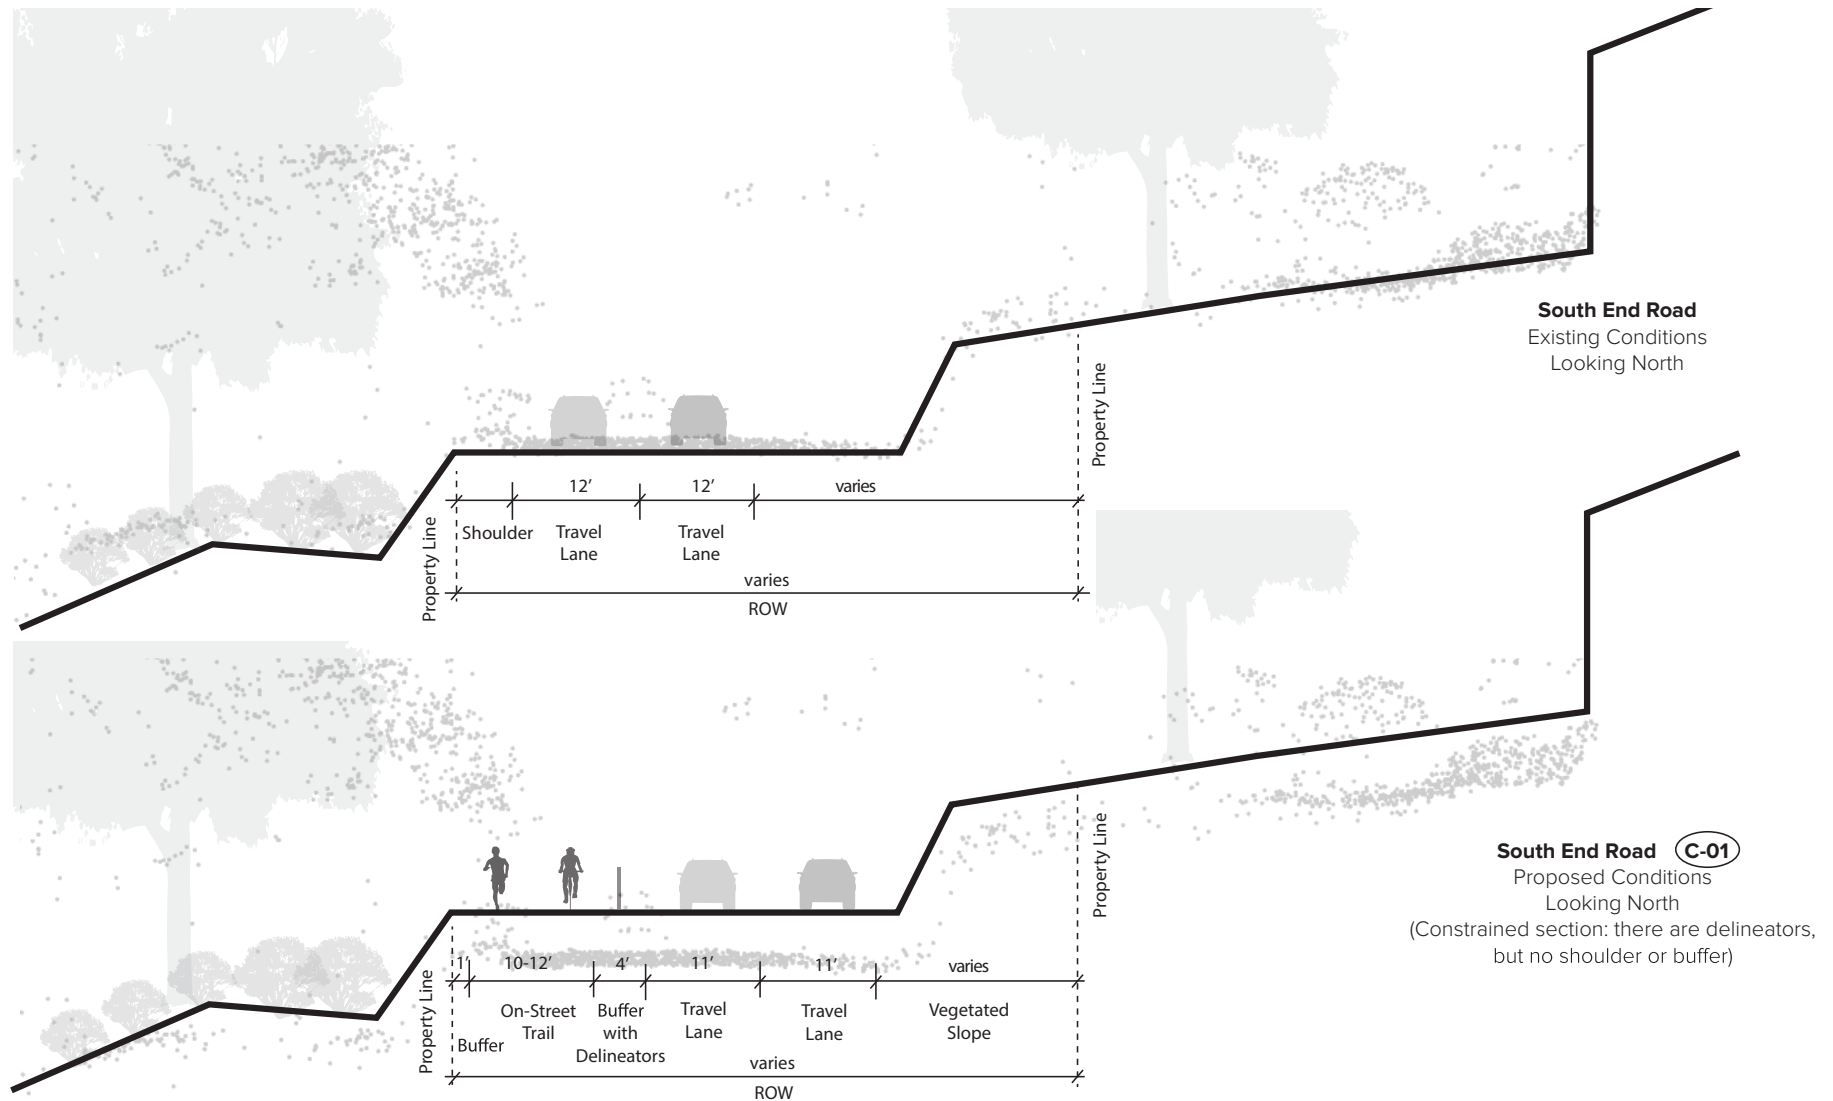 South End Road
Existing Conditions
Looking North
Property Line
12’
12’
varies
Shoulder
Travel
Lane
Travel
Lane
Property Line
varies
ROW
South End Road C-01
Proposed Conditions
Looking North
(Constrained section: there are delineators,
but no shoulder or buffer)
Property Line
1’
10-12’
4’
11’
11’
varies
Buffer
On-Street
Trail
Buffer
with
Delineators
Travel
Lane
Travel
Lane
Vegetated
Slope
Property Line
varies
ROW